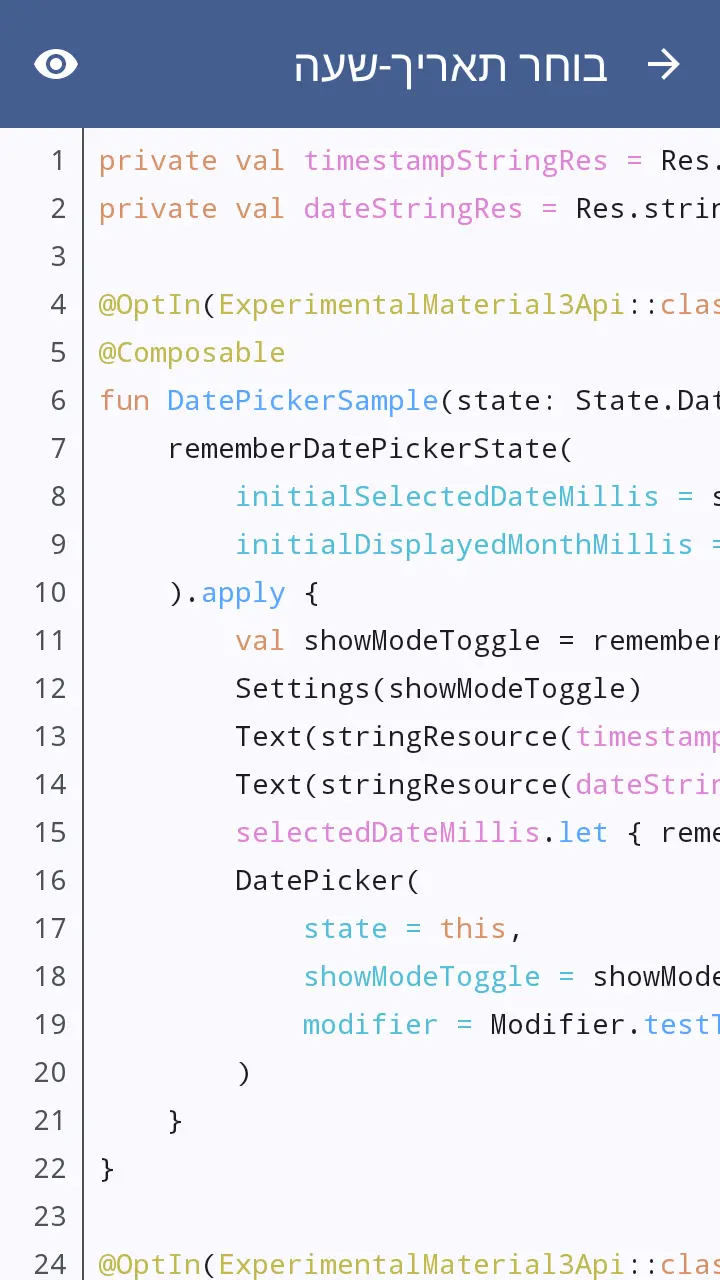 בוחר תאריך-שעה
1 private val timestampStringRes = Res.
2 private val dateStringRes = Res.strin
3
4 @OptIn(ExperimentalMaterial3Api::clas
5 @Composable
6 fun DatePickerSample(state: State.Dat
7 rememberDatePickerState(
8 initialSelectedDateMillis = s
9 initialDisplayedMonthMillis =
10 ).apply {
11 val showModeToggle = remember
12 Settings(showModeToggle)
13 Text(stringResource(timestamp
14 Text(stringResource(dateStrin
15 selectedDateMillis.let { reme
16 DatePicker(
17 state = this,
18 showModeToggle = showMode
19 modifier = Modifier.testT
20 )
21 }
22 }
23
24 @OptIn(ExperimentalMaterial3Api::clas